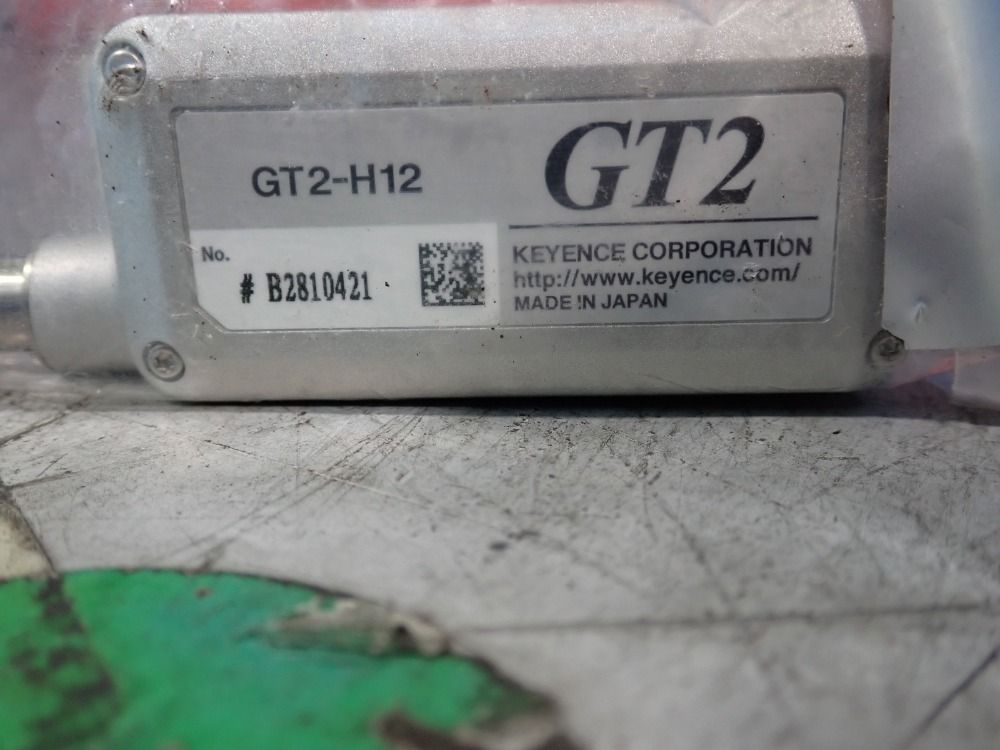 GT2-H12
GT2
No.
# B2810421
KEYENCE CORPORATION
http://www.keyence.com/
MADE IN JAPAN